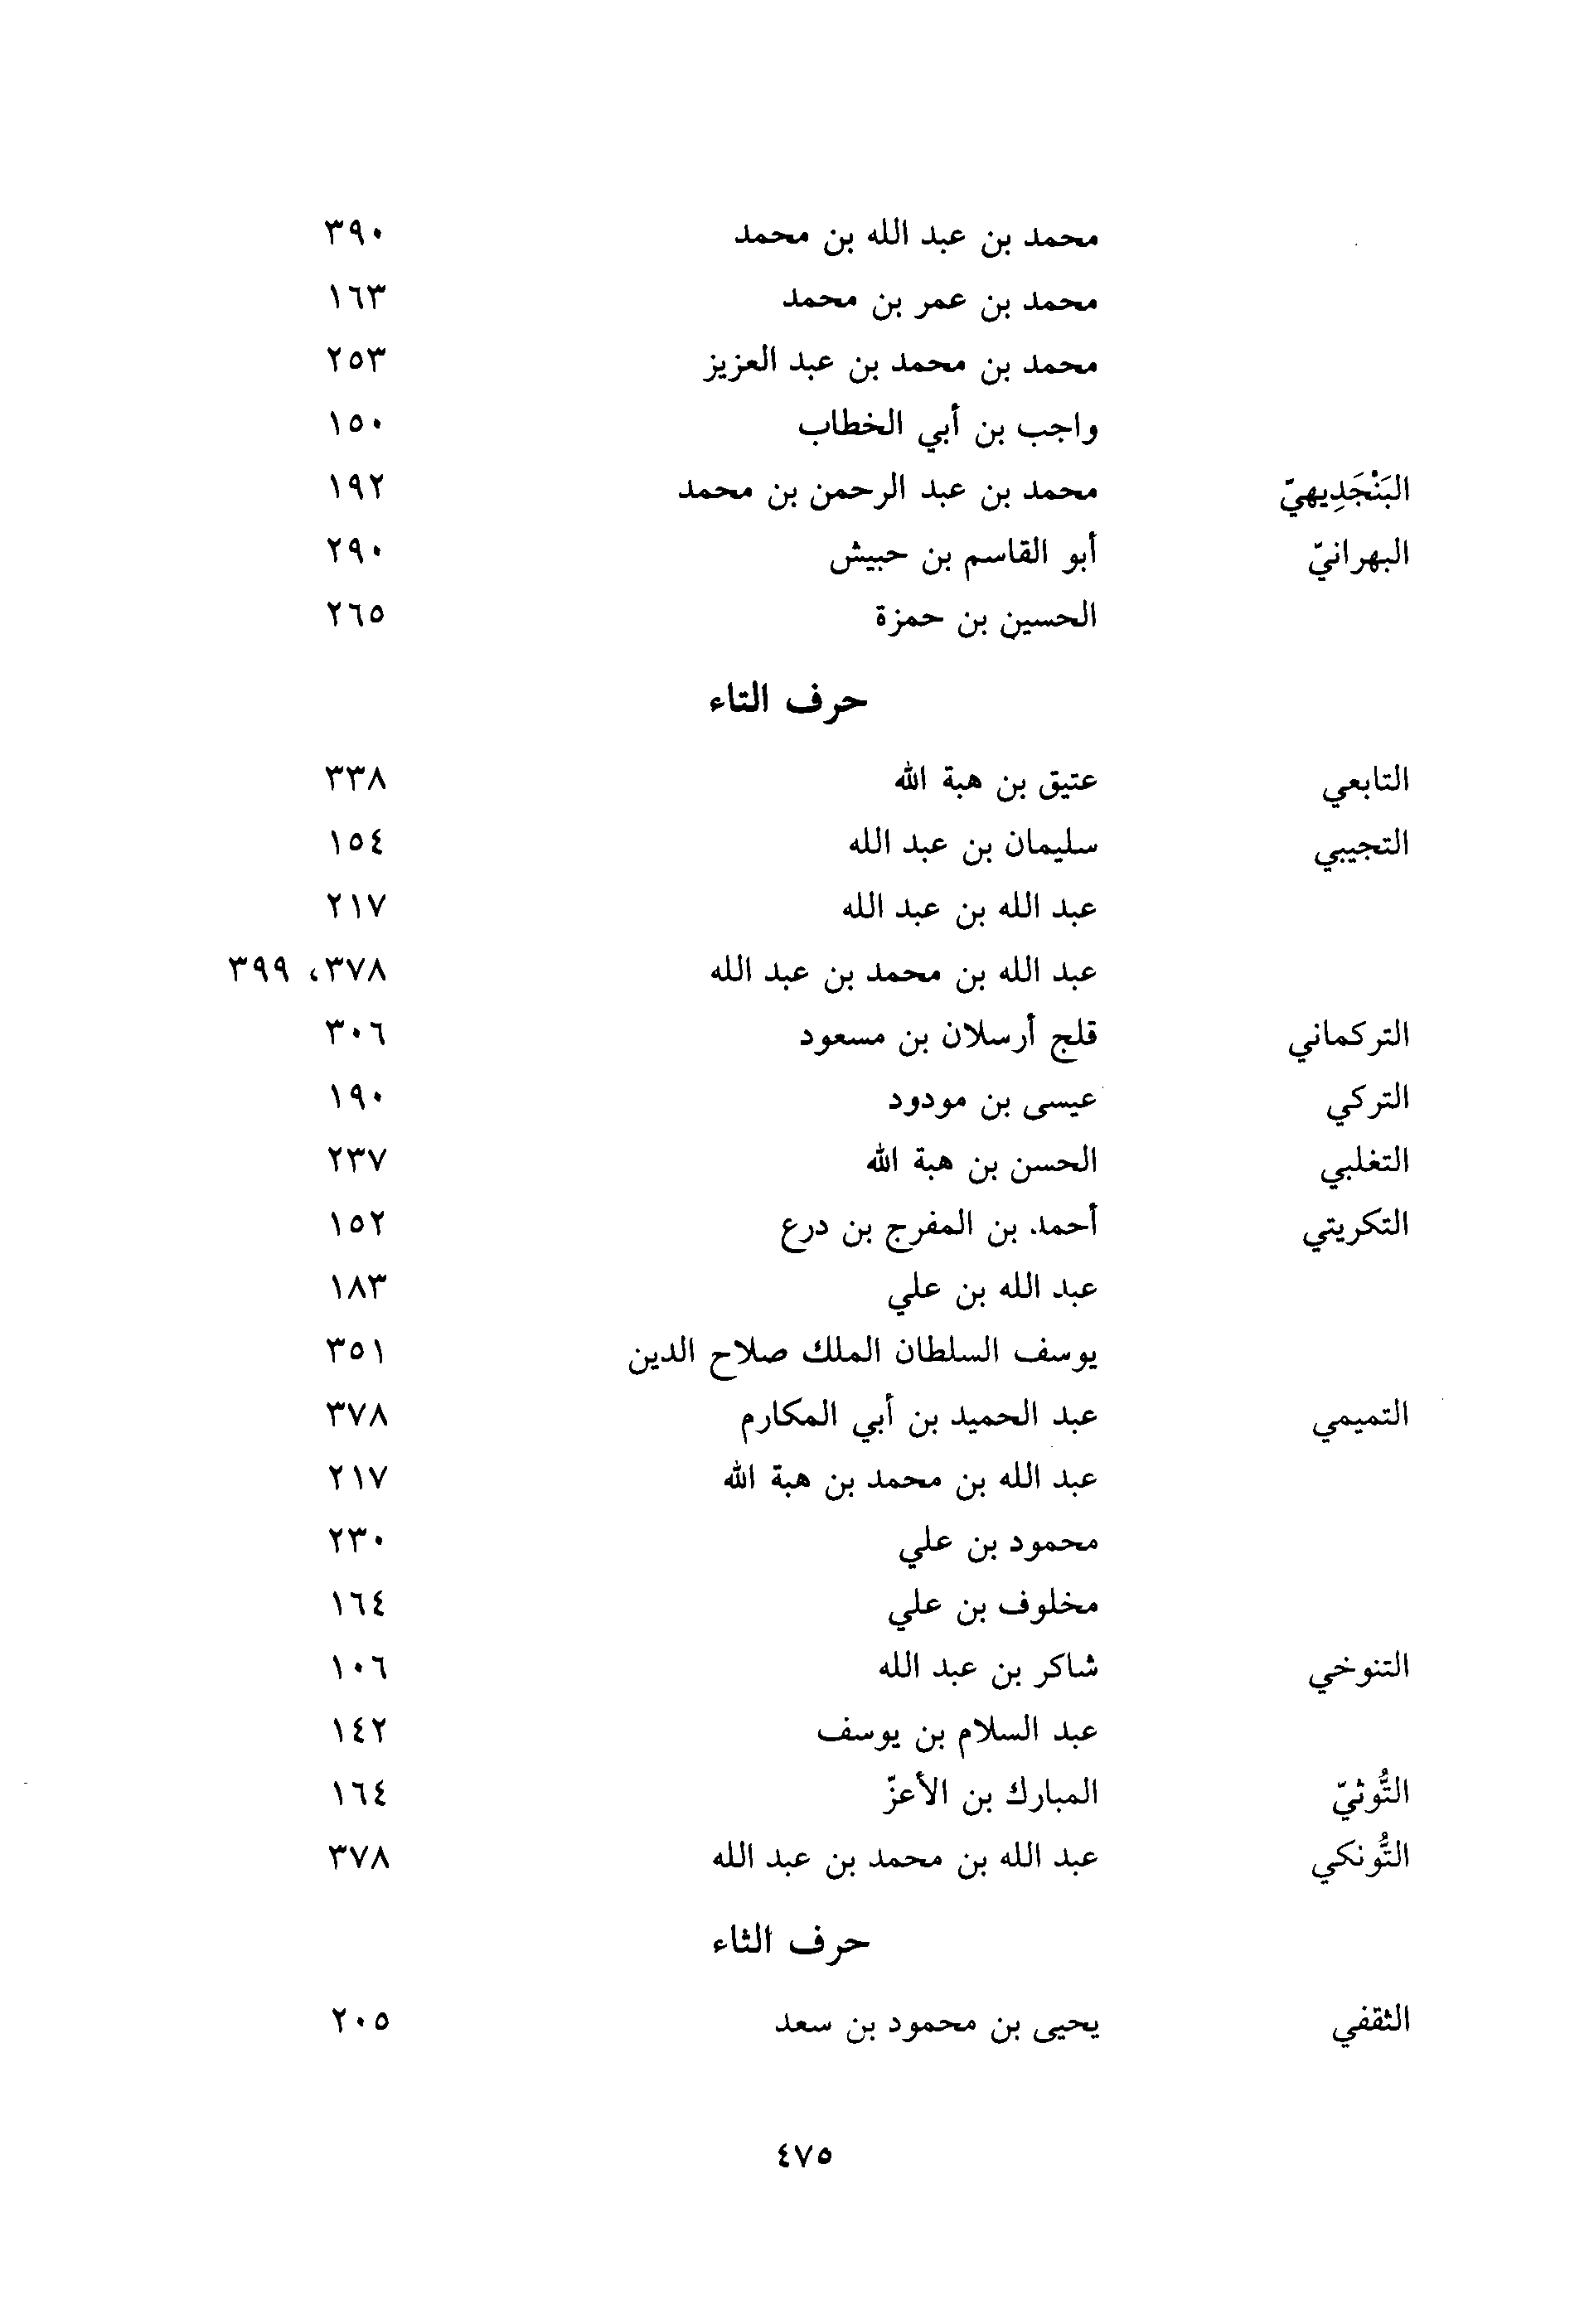 محمد بن عبد الله بن محمد ٣٩٠
محمد بن عمر بن محمد ١٦٣
محمد بن محمد بن عبد العزيز ٢٥٣
واجب بن أبي الخطاب ١٥٠
البَنْجَدِيهيّ محمد بن عبد الرحمن بن محمد ١٩٢
البهرانيّ أبو القاسم بن حبيش ٢٩٠
الحسين بن حمزة ٢٦٥
حرف التاء
التابعي عتيق بن هبة الله ٣٣٨
التجيبي سليمان بن عبد الله ١٥٤
عبد الله بن عبد الله ٢١٧
عبد الله بن محمد بن عبد الله ٣٧٨، ٣٩٩
التركماني قلج أرسلان بن مسعود ٣٠٦
التركي عيسى بن مودود ١٩٠
التغلبي الحسن بن هبة الله ٢٣٧
التكريتي أحمد. بن المفرج بن درع ١٥٢
عبد الله بن علي ١٨٣
يوسف السلطان الملك صلاح الدين ٣٥١
التميمي عبد الحميد بن أبي المكارم ٣٧٨
عبد الله بن محمد بن هبة الله ٢١٧
محمود بن علي ٢٣٠
مخلوف بن علي ١٦٤
التنوخي شاكر بن عبد الله ١٠٦
عبد السلام بن يوسف ١٤٢
التُّوثيّ المبارك بن الأعزّ ١٦٤
التُّونكي عبد الله بن محمد بن عبد الله ٣٧٨
حرف الثاء
الثقفي يحيى بن محمود بن سعد ٢٠٥
٤٧٥